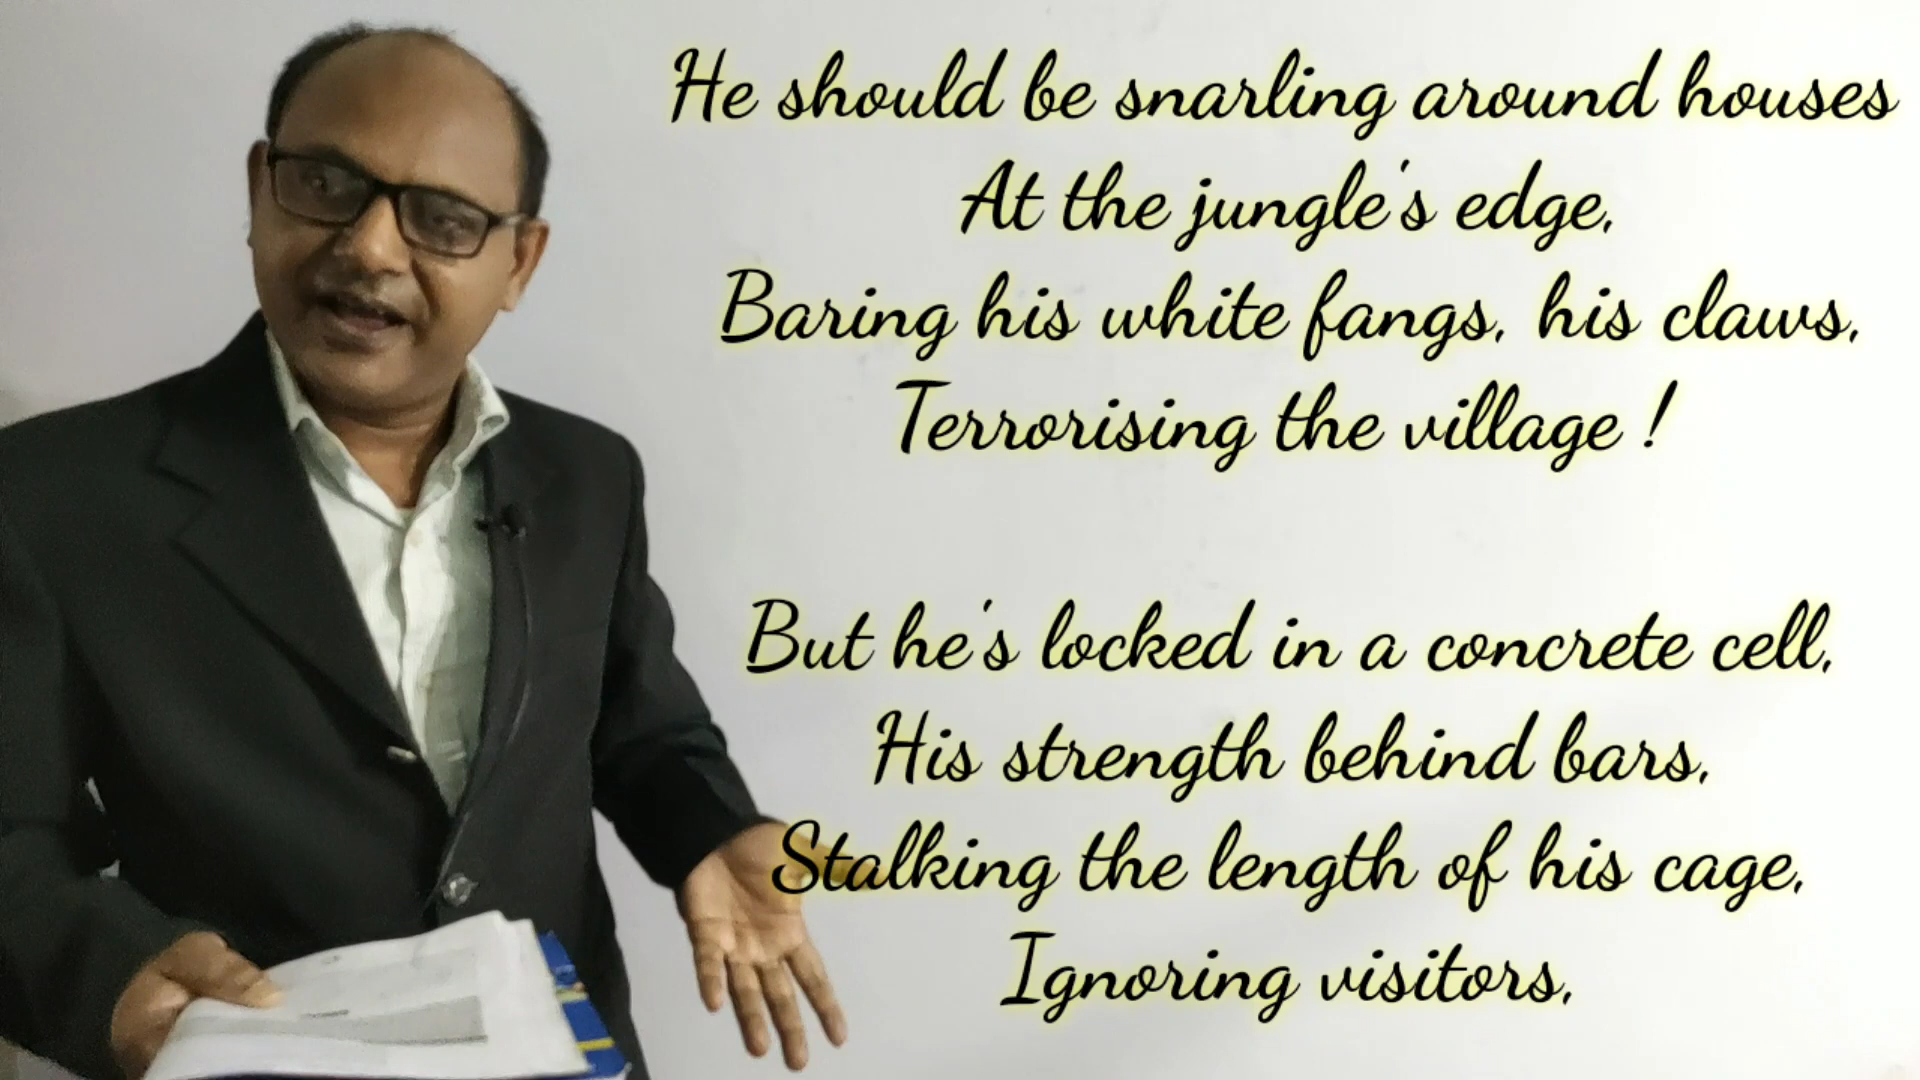 He should be snarling around houses
At the jungle's edge,
Baring his white fangs, his claws,
Terrorising the village !
But he's locked in a concrete cell,
His strength behind bars,
Stalking the length of his cage,
Ignoring visitors,